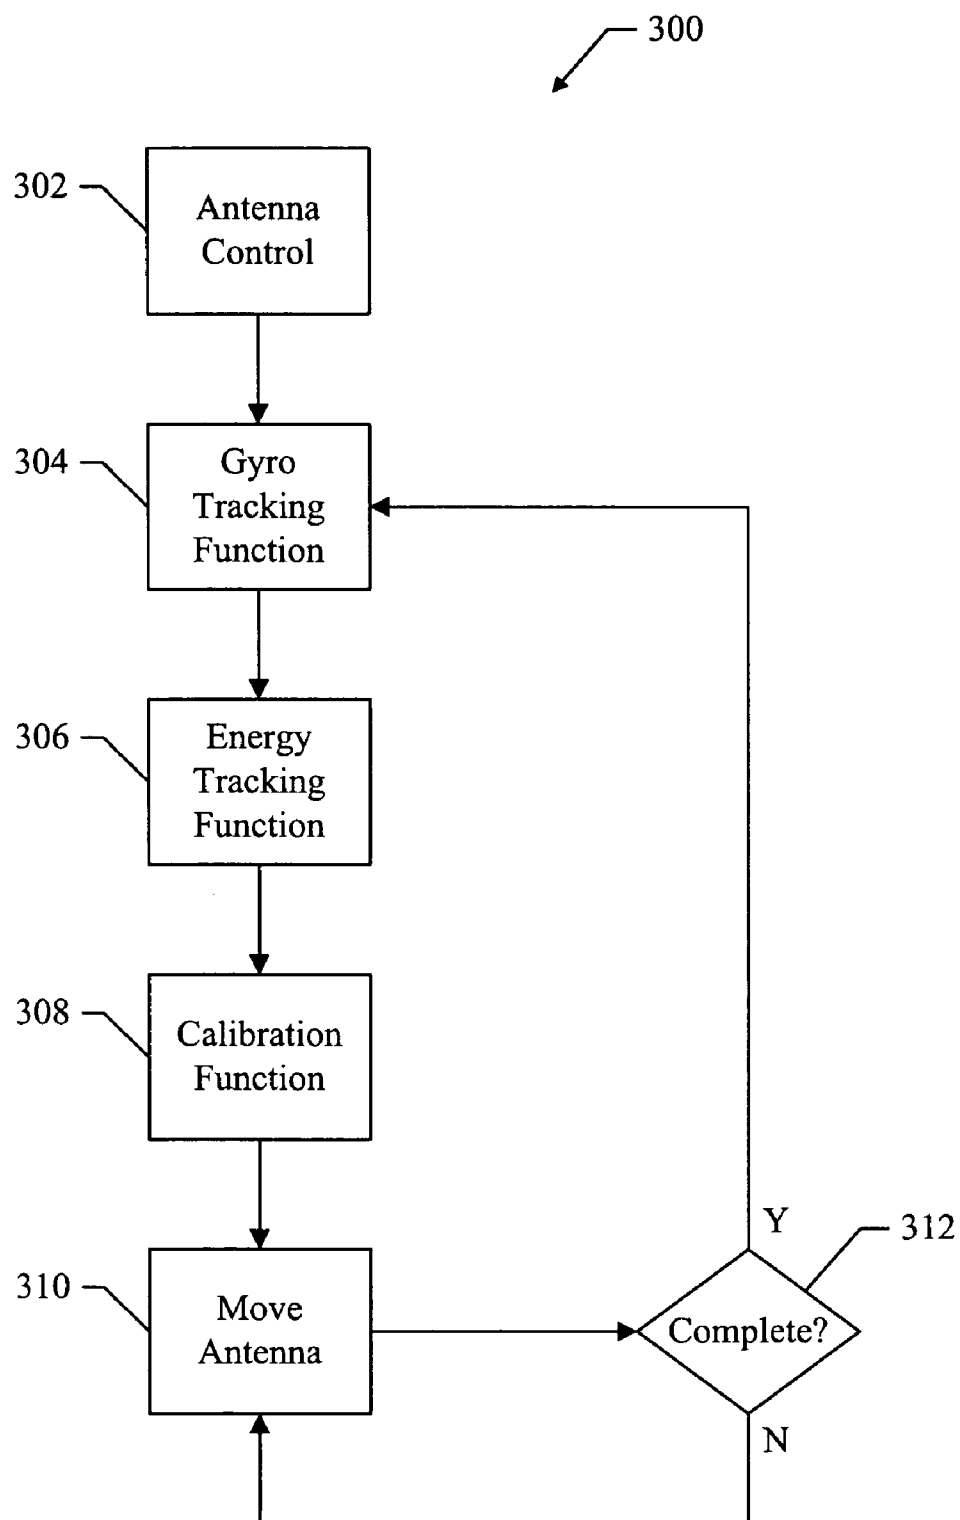 300
302
Antenna
Control
304
Gyro
Tracking
Function
306
Energy
Tracking
Function
308
Calibration
Function
Y
312
310
Move
Antenna
Complete?
N